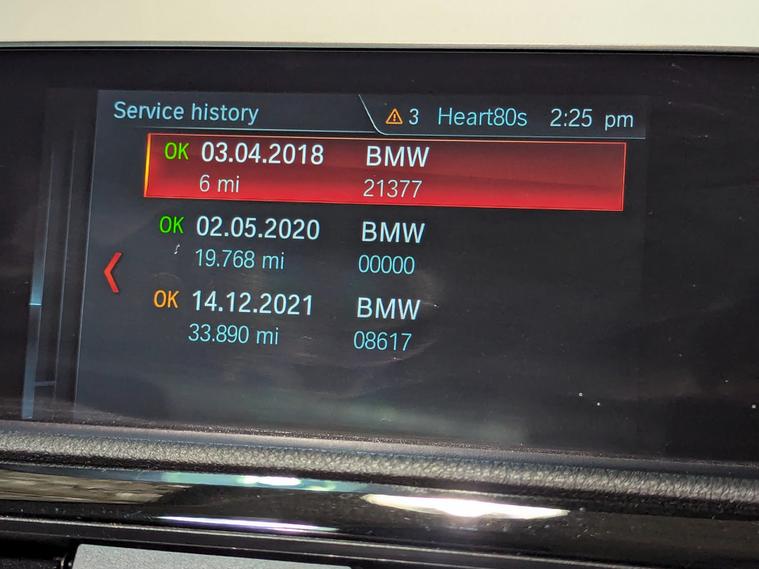 Service history 3 Heart80s 2:25 pm
OK 03.04.2018 BMW
6 mi 21377
OK 02.05.2020 BMW
19.768 mi 00000
OK 14.12.2021 BMW
33.890 mi 08617